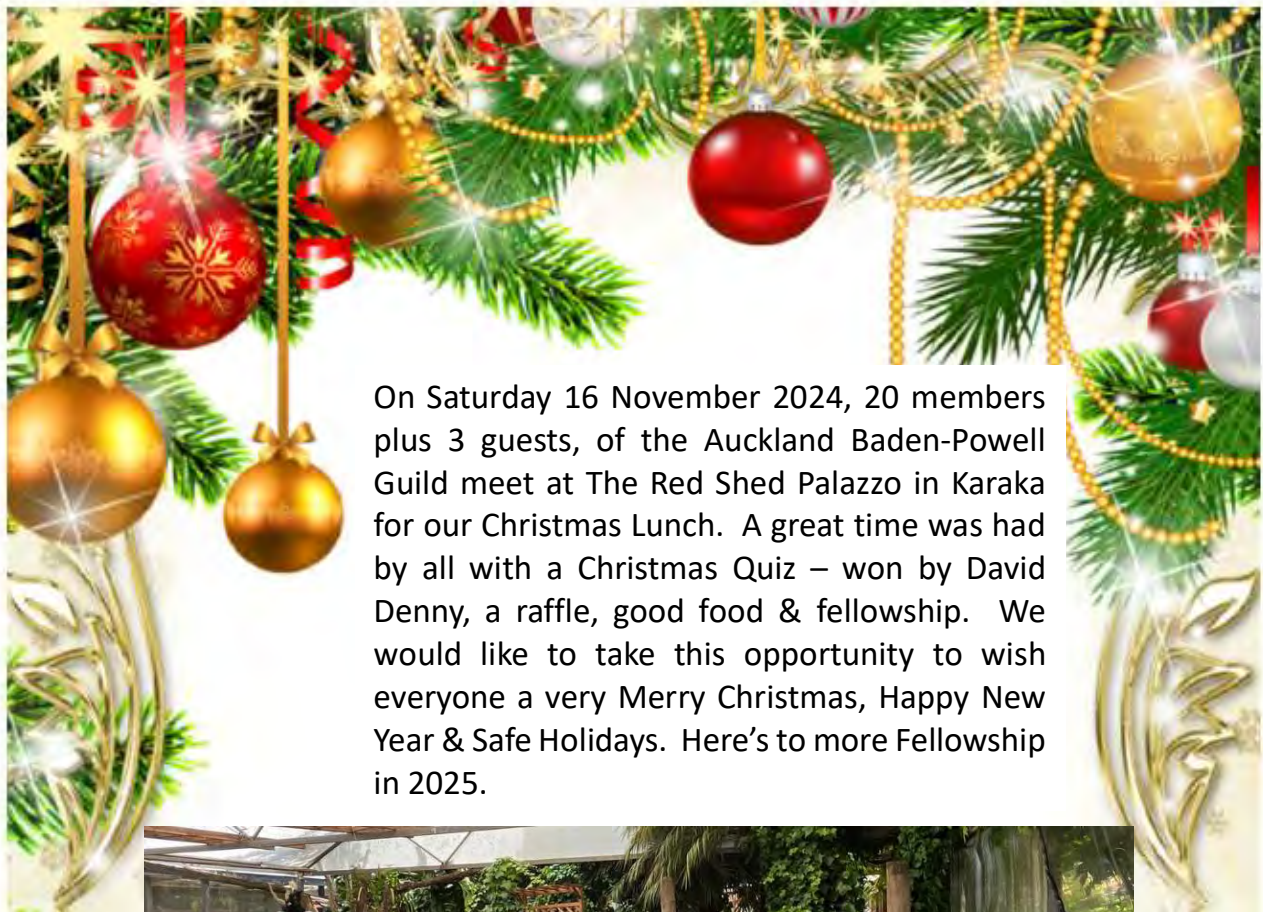 On Saturday 16 November 2024, 20 members
plus 3 guests, of the Auckland Baden-Powell
Guild meet at The Red Shed Palazzo in Karaka
for our Christmas Lunch. A great time was had
by all with a Christmas Quiz – won by David
Denny, a raffle, good food & fellowship. We
would like to take this opportunity to wish
everyone a very Merry Christmas, Happy New
Year & Safe Holidays. Here’s to more Fellowship
in 2025.